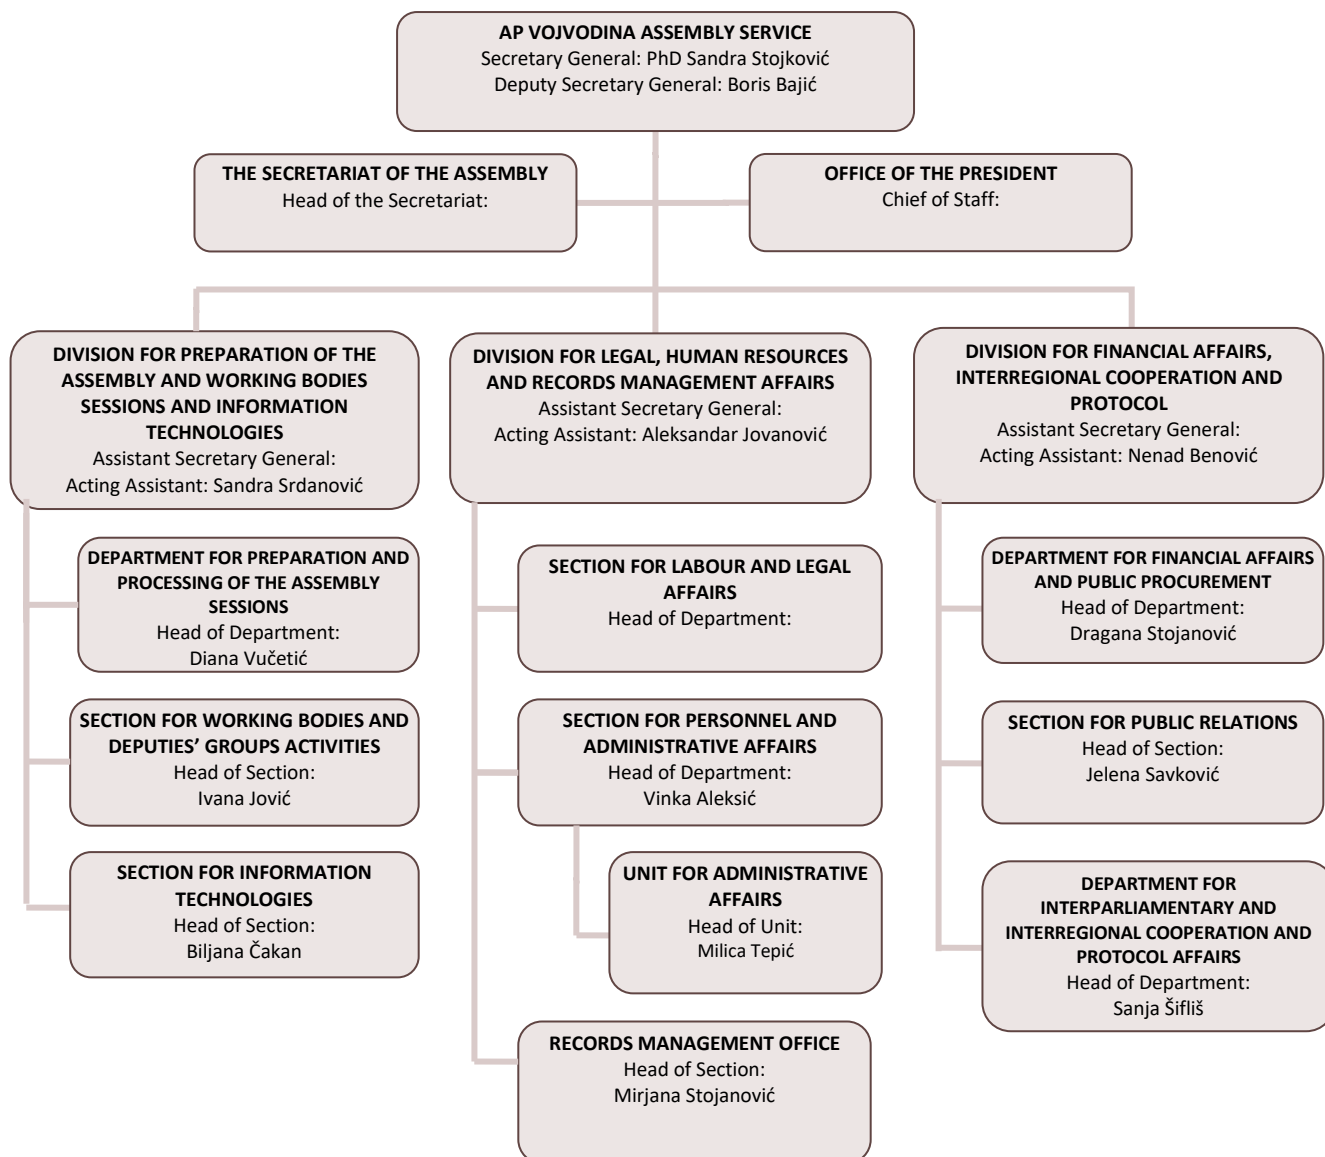 AP VOJVODINA ASSEMBLY SERVICE
Secretary General: PhD Sandra Stojković
Deputy Secretary General: Boris Bajić
THE SECRETARIAT OF THE ASSEMBLY
Head of the Secretariat:
OFFICE OF THE PRESIDENT
Chief of Staff:
DIVISION FOR PREPARATION OF THE
ASSEMBLY AND WORKING BODIES
SESSIONS AND INFORMATION
TECHNOLOGIES
Assistant Secretary General:
Acting Assistant: Sandra Srdanović
DEPARTMENT FOR PREPARATION AND
PROCESSING OF THE ASSEMBLY
SESSIONS
Head of Department:
Diana Vučetić
SECTION FOR WORKING BODIES AND
DEPUTIES’ GROUPS ACTIVITIES
Head of Section:
Ivana Jović
SECTION FOR INFORMATION
TECHNOLOGIES
Head of Section:
Biljana Čakan
DIVISION FOR LEGAL, HUMAN RESOURCES
AND RECORDS MANAGEMENT AFFAIRS
Assistant Secretary General:
Acting Assistant: Aleksandar Jovanović
SECTION FOR LABOUR AND LEGAL
AFFAIRS
Head of Department:
SECTION FOR PERSONNEL AND
ADMINISTRATIVE AFFAIRS
Head of Department:
Vinka Aleksić
UNIT FOR ADMINISTRATIVE
AFFAIRS
Head of Unit:
Milica Tepić
RECORDS MANAGEMENT OFFICE
Head of Section:
Mirjana Stojanović
DIVISION FOR FINANCIAL AFFAIRS,
INTERREGIONAL COOPERATION AND
PROTOCOL
Assistant Secretary General:
Acting Assistant: Nenad Benović
DEPARTMENT FOR FINANCIAL AFFAIRS
AND PUBLIC PROCUREMENT
Head of Department:
Dragana Stojanović
SECTION FOR PUBLIC RELATIONS
Head of Section:
Jelena Savković
DEPARTMENT FOR
INTERPARLIAMENTARY AND
INTERREGIONAL COOPERATION AND
PROTOCOL AFFAIRS
Head of Department:
Sanja Šifliš